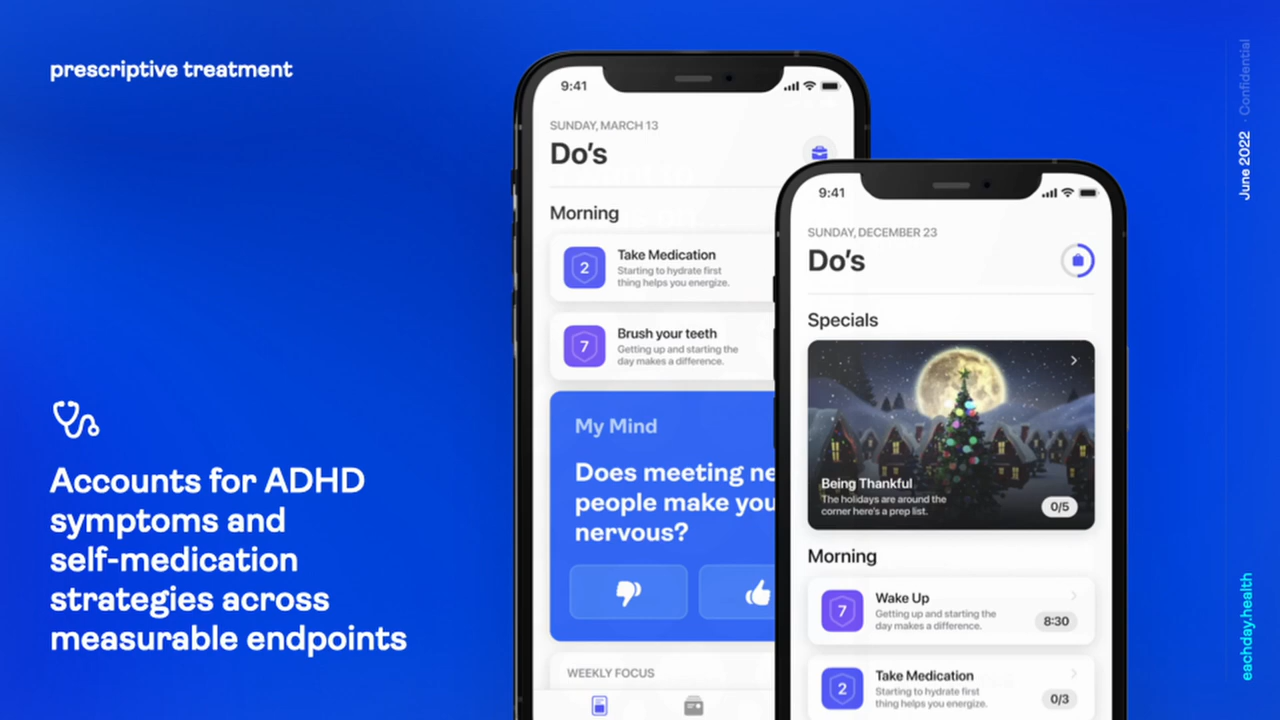 prescriptive treatment
Accounts for ADHD
symptoms and
self-medication
strategies across
measurable endpoints
9:41
SUNDAY, MARCH 13
Do's
Morning
2
Take Medication
Starting to hydrate first
thing helps you energize.
7
Brush your teeth
Getting up and starting the
day makes a difference.
My Mind
Does meeting ne
people make you
nervous?
WEEKLY FOCUS
9:41
SUNDAY, DECEMBER 23
Do's
Specials
Being Thankful
The holidays are around the
corner here's a prep list.
0/5
Morning
7
Wake Up
Getting up and starting the
day makes a difference.
8:30
2
Take Medication
Starting to hydrate first
thing helps you energize.
0/3
June 2022 · Confidential
eachday.health